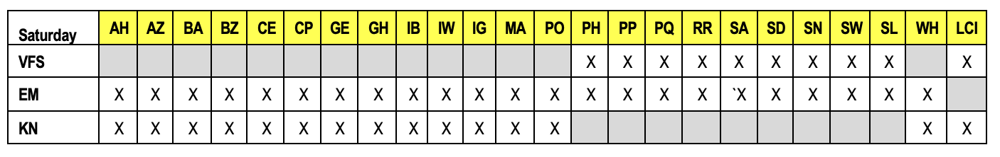 Saturday AH AZ BA BZ CE CP GE GH IB IW IG MA PO PH PP PQ RR SA SD SN SW SL WH LCI
VFS X X X X X X X X X X
EM X X X X X X X X X X X X X X X X X `X X X X X X
KN X X X X X X X X X X X X X X X